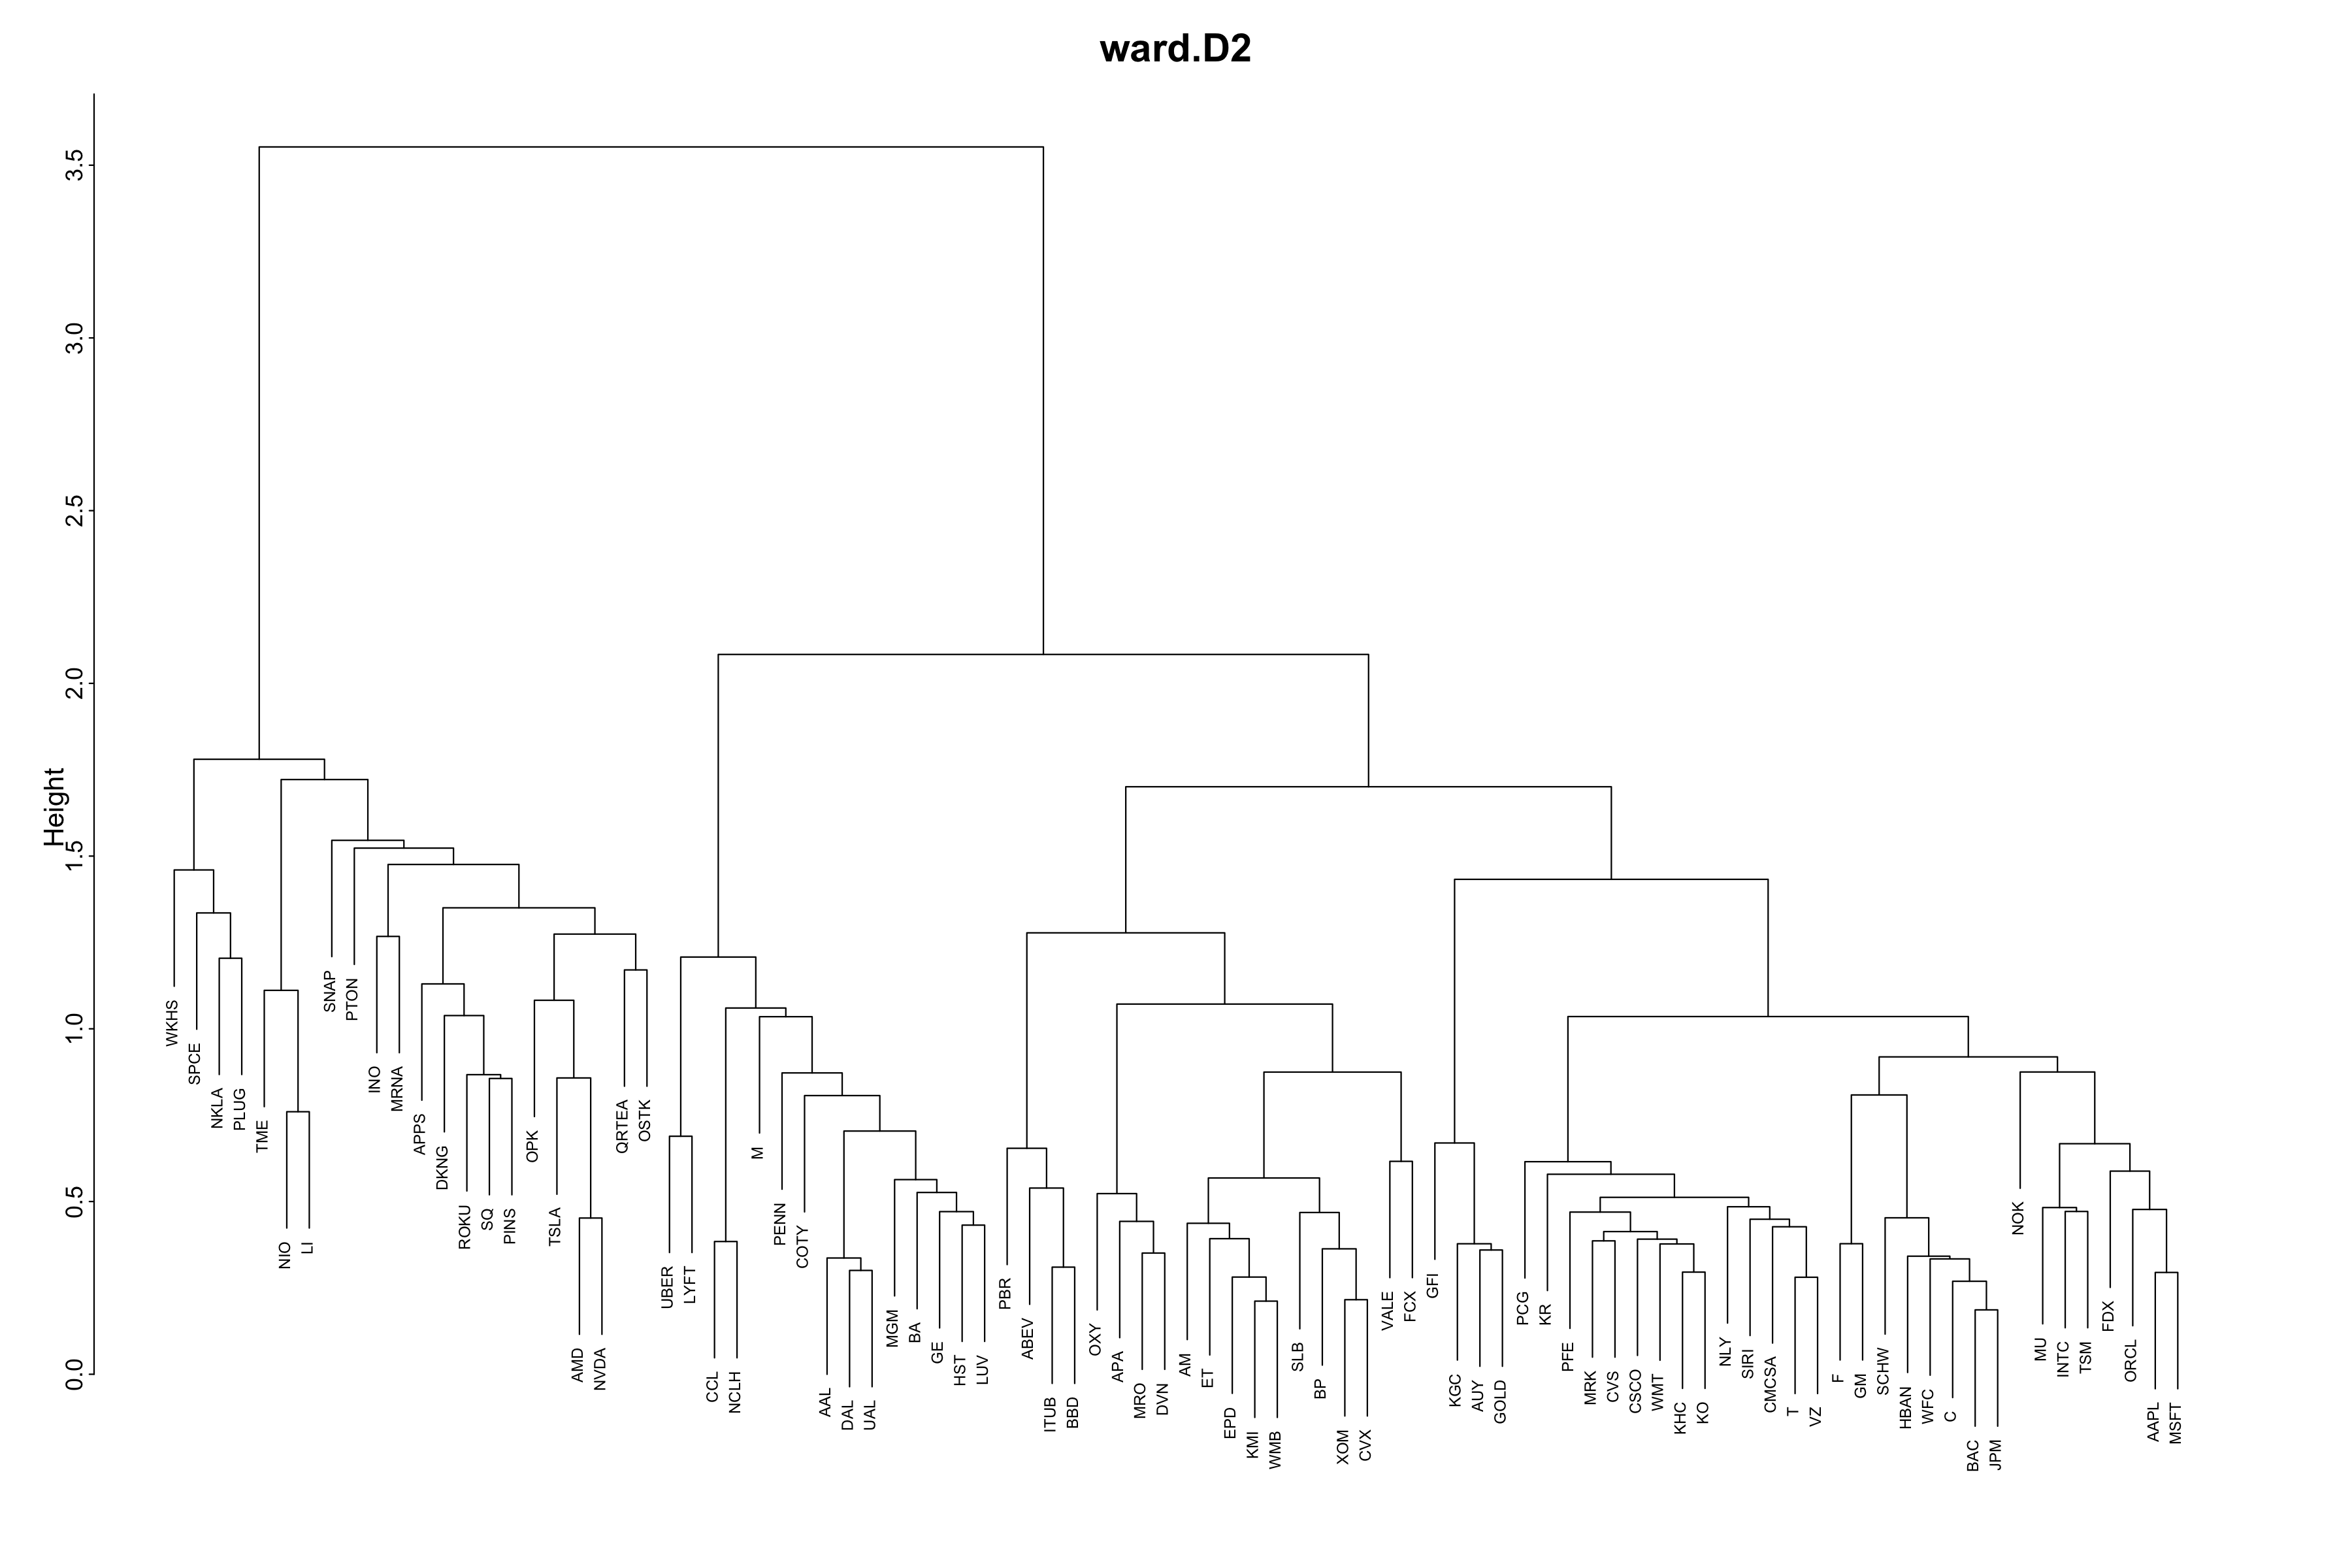 ward.D2
Height
3.5
3.0
2.5
2.0
1.5
1.0
0.5
0.0
WKHS
SPCE
NKLA
PLUG
TME
NIO
LI
SNAP
PTON
INO
MRNA
APPS
DKNG
ROKU
SQ
PINS
OPK
TSLA
AMD
NVDA
QRTEA
OSTK
UBER
LYFT
CCL
NCLH
M
PENN
COTY
AAL
DAL
UAL
MGM
BA
GE
HST
LUV
PBR
ABEV
ITUB
BBD
OXY
APA
MRO
DVN
AM
ET
EPD
KMI
WMB
SLB
BP
XOM
CVX
VALE
FCX
GFI
KGC
AUY
GOLD
PCG
KR
PFE
MRK
CVS
CSCO
WMT
KHC
KO
NLY
SIRI
CMCSA
T
VZ
F
GM
SCHW
HBAN
WFC
C
BAC
JPM
NOK
MU
INTC
TSM
FDX
ORCL
AAPL
MSFT